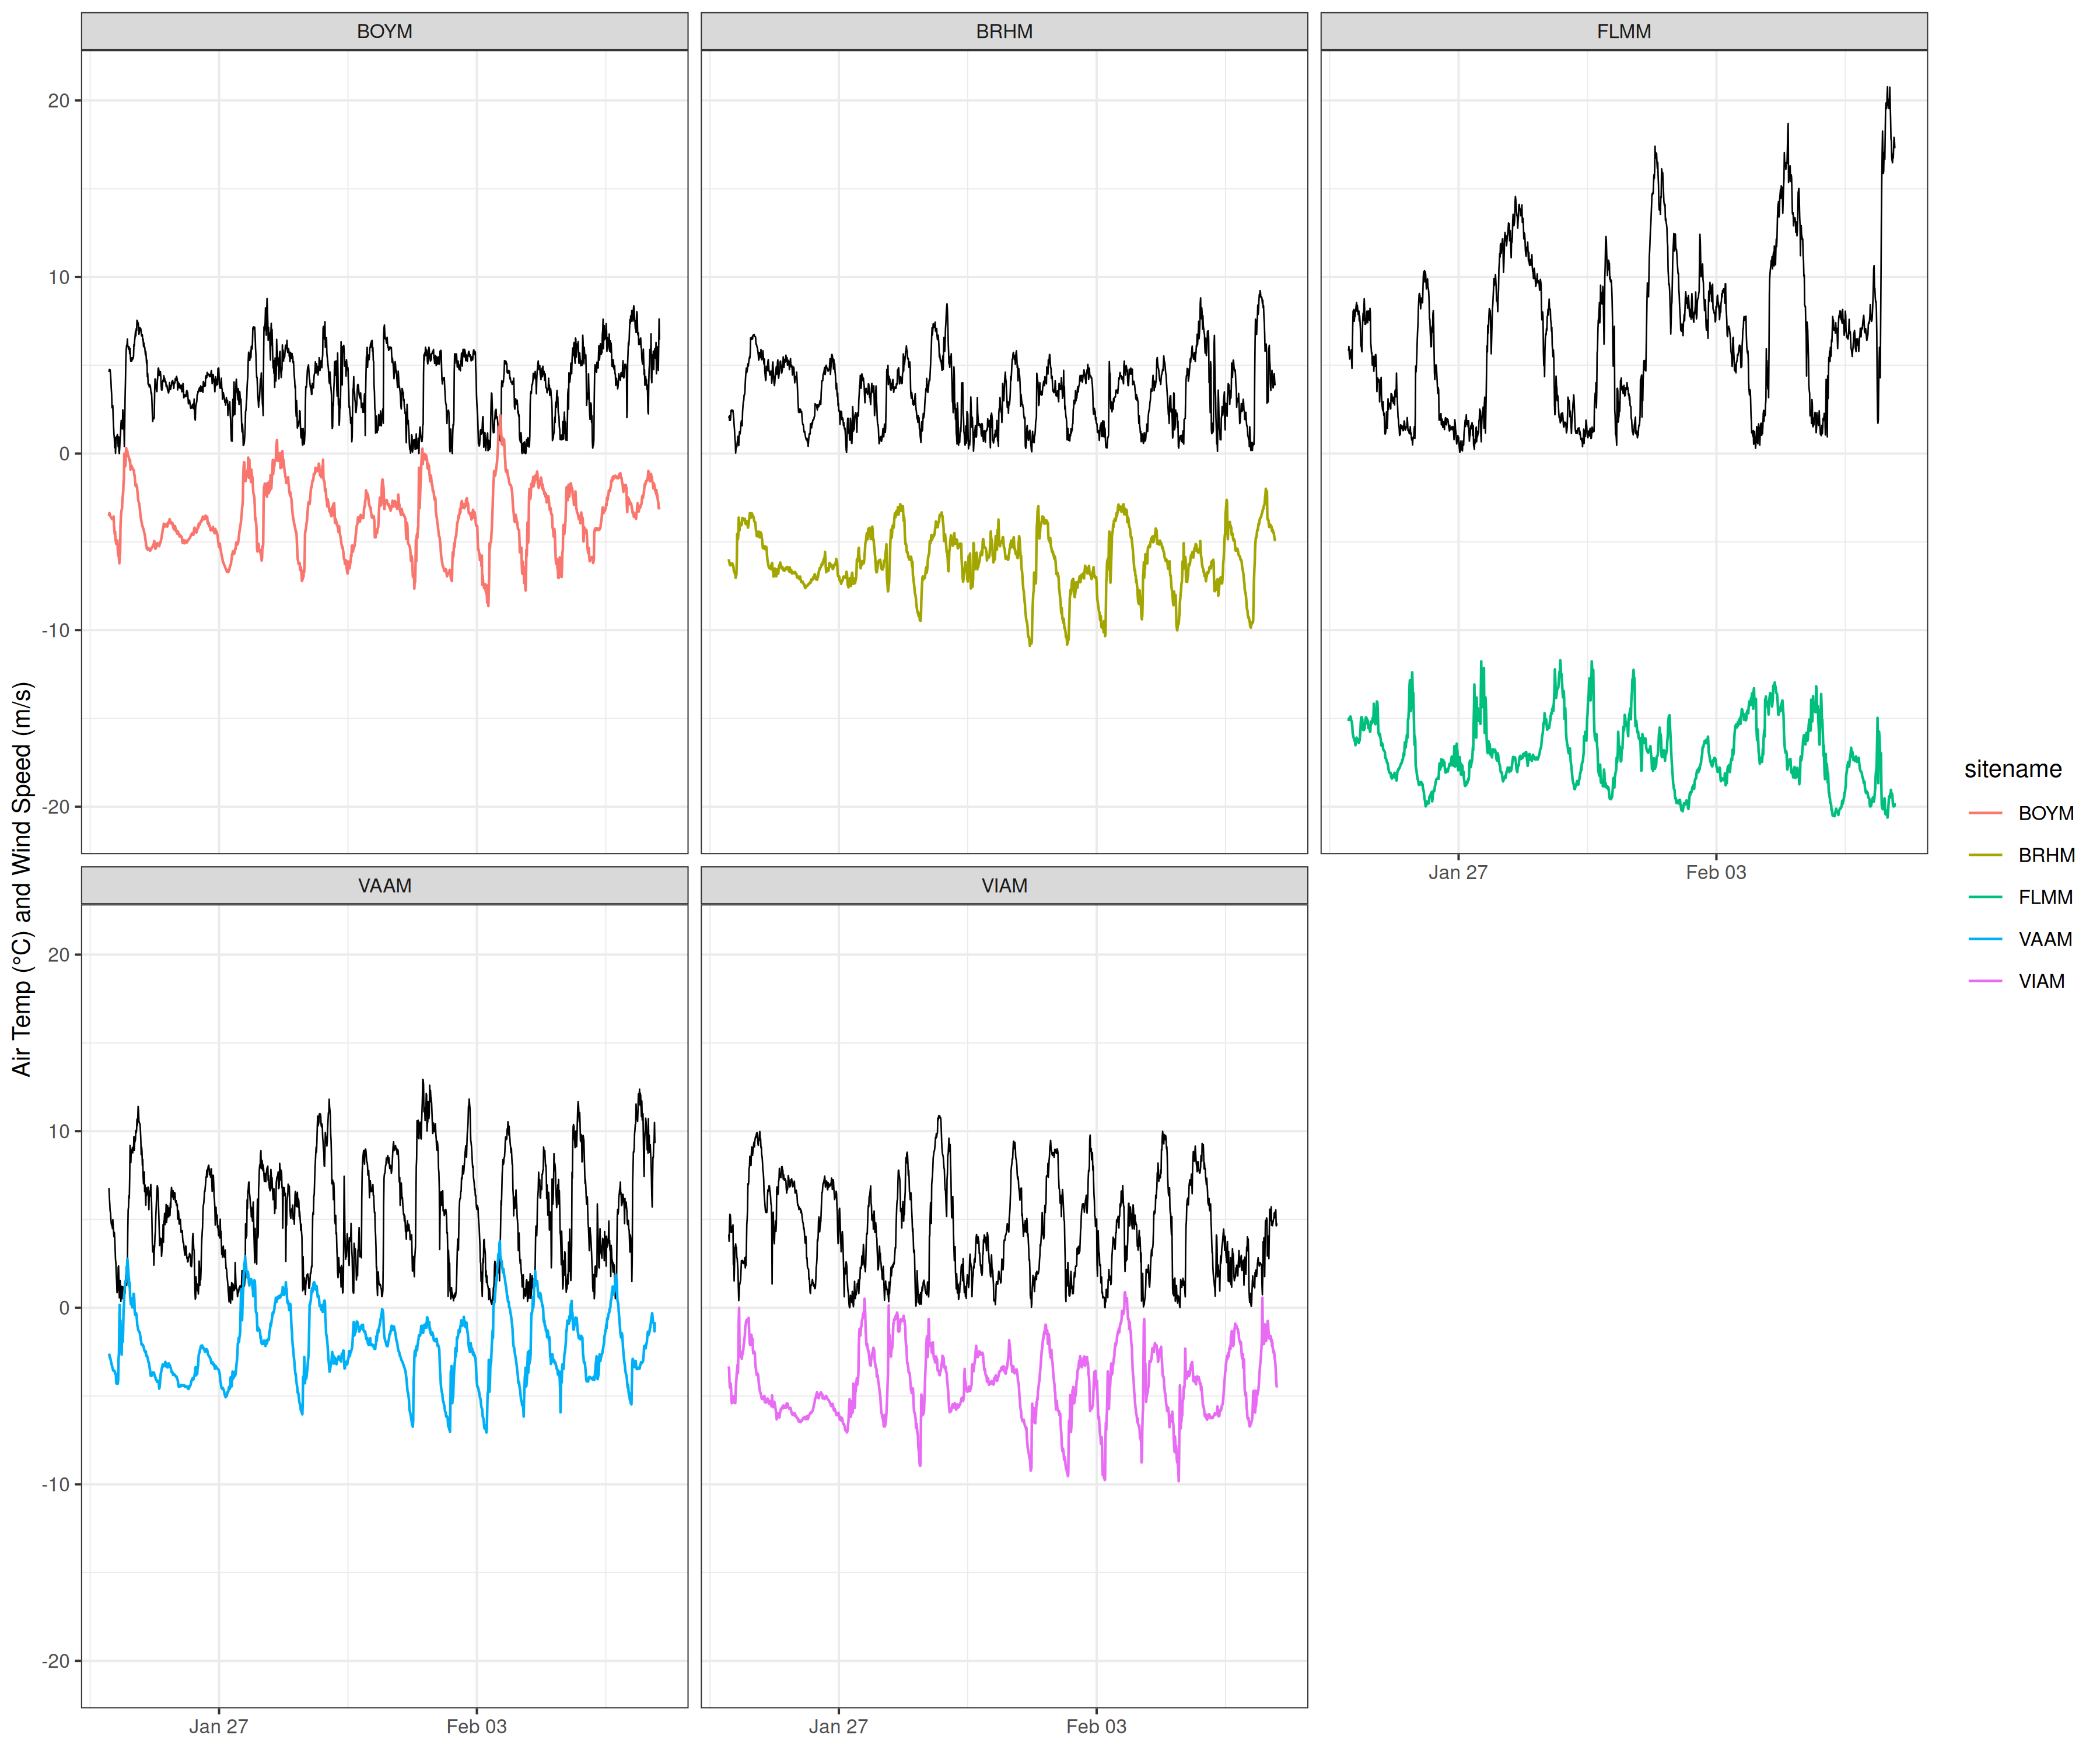 BOYM
BRHM
FLMM
20
10
0
-10
-20
Jan 27
Feb 03
VAAM
VIAM
20
10
0
-10
-20
Jan 27
Feb 03
Jan 27
Feb 03
Air Temp (°C) and Wind Speed (m/s)
sitename
BOYM
BRHM
FLMM
VAAM
VIAM